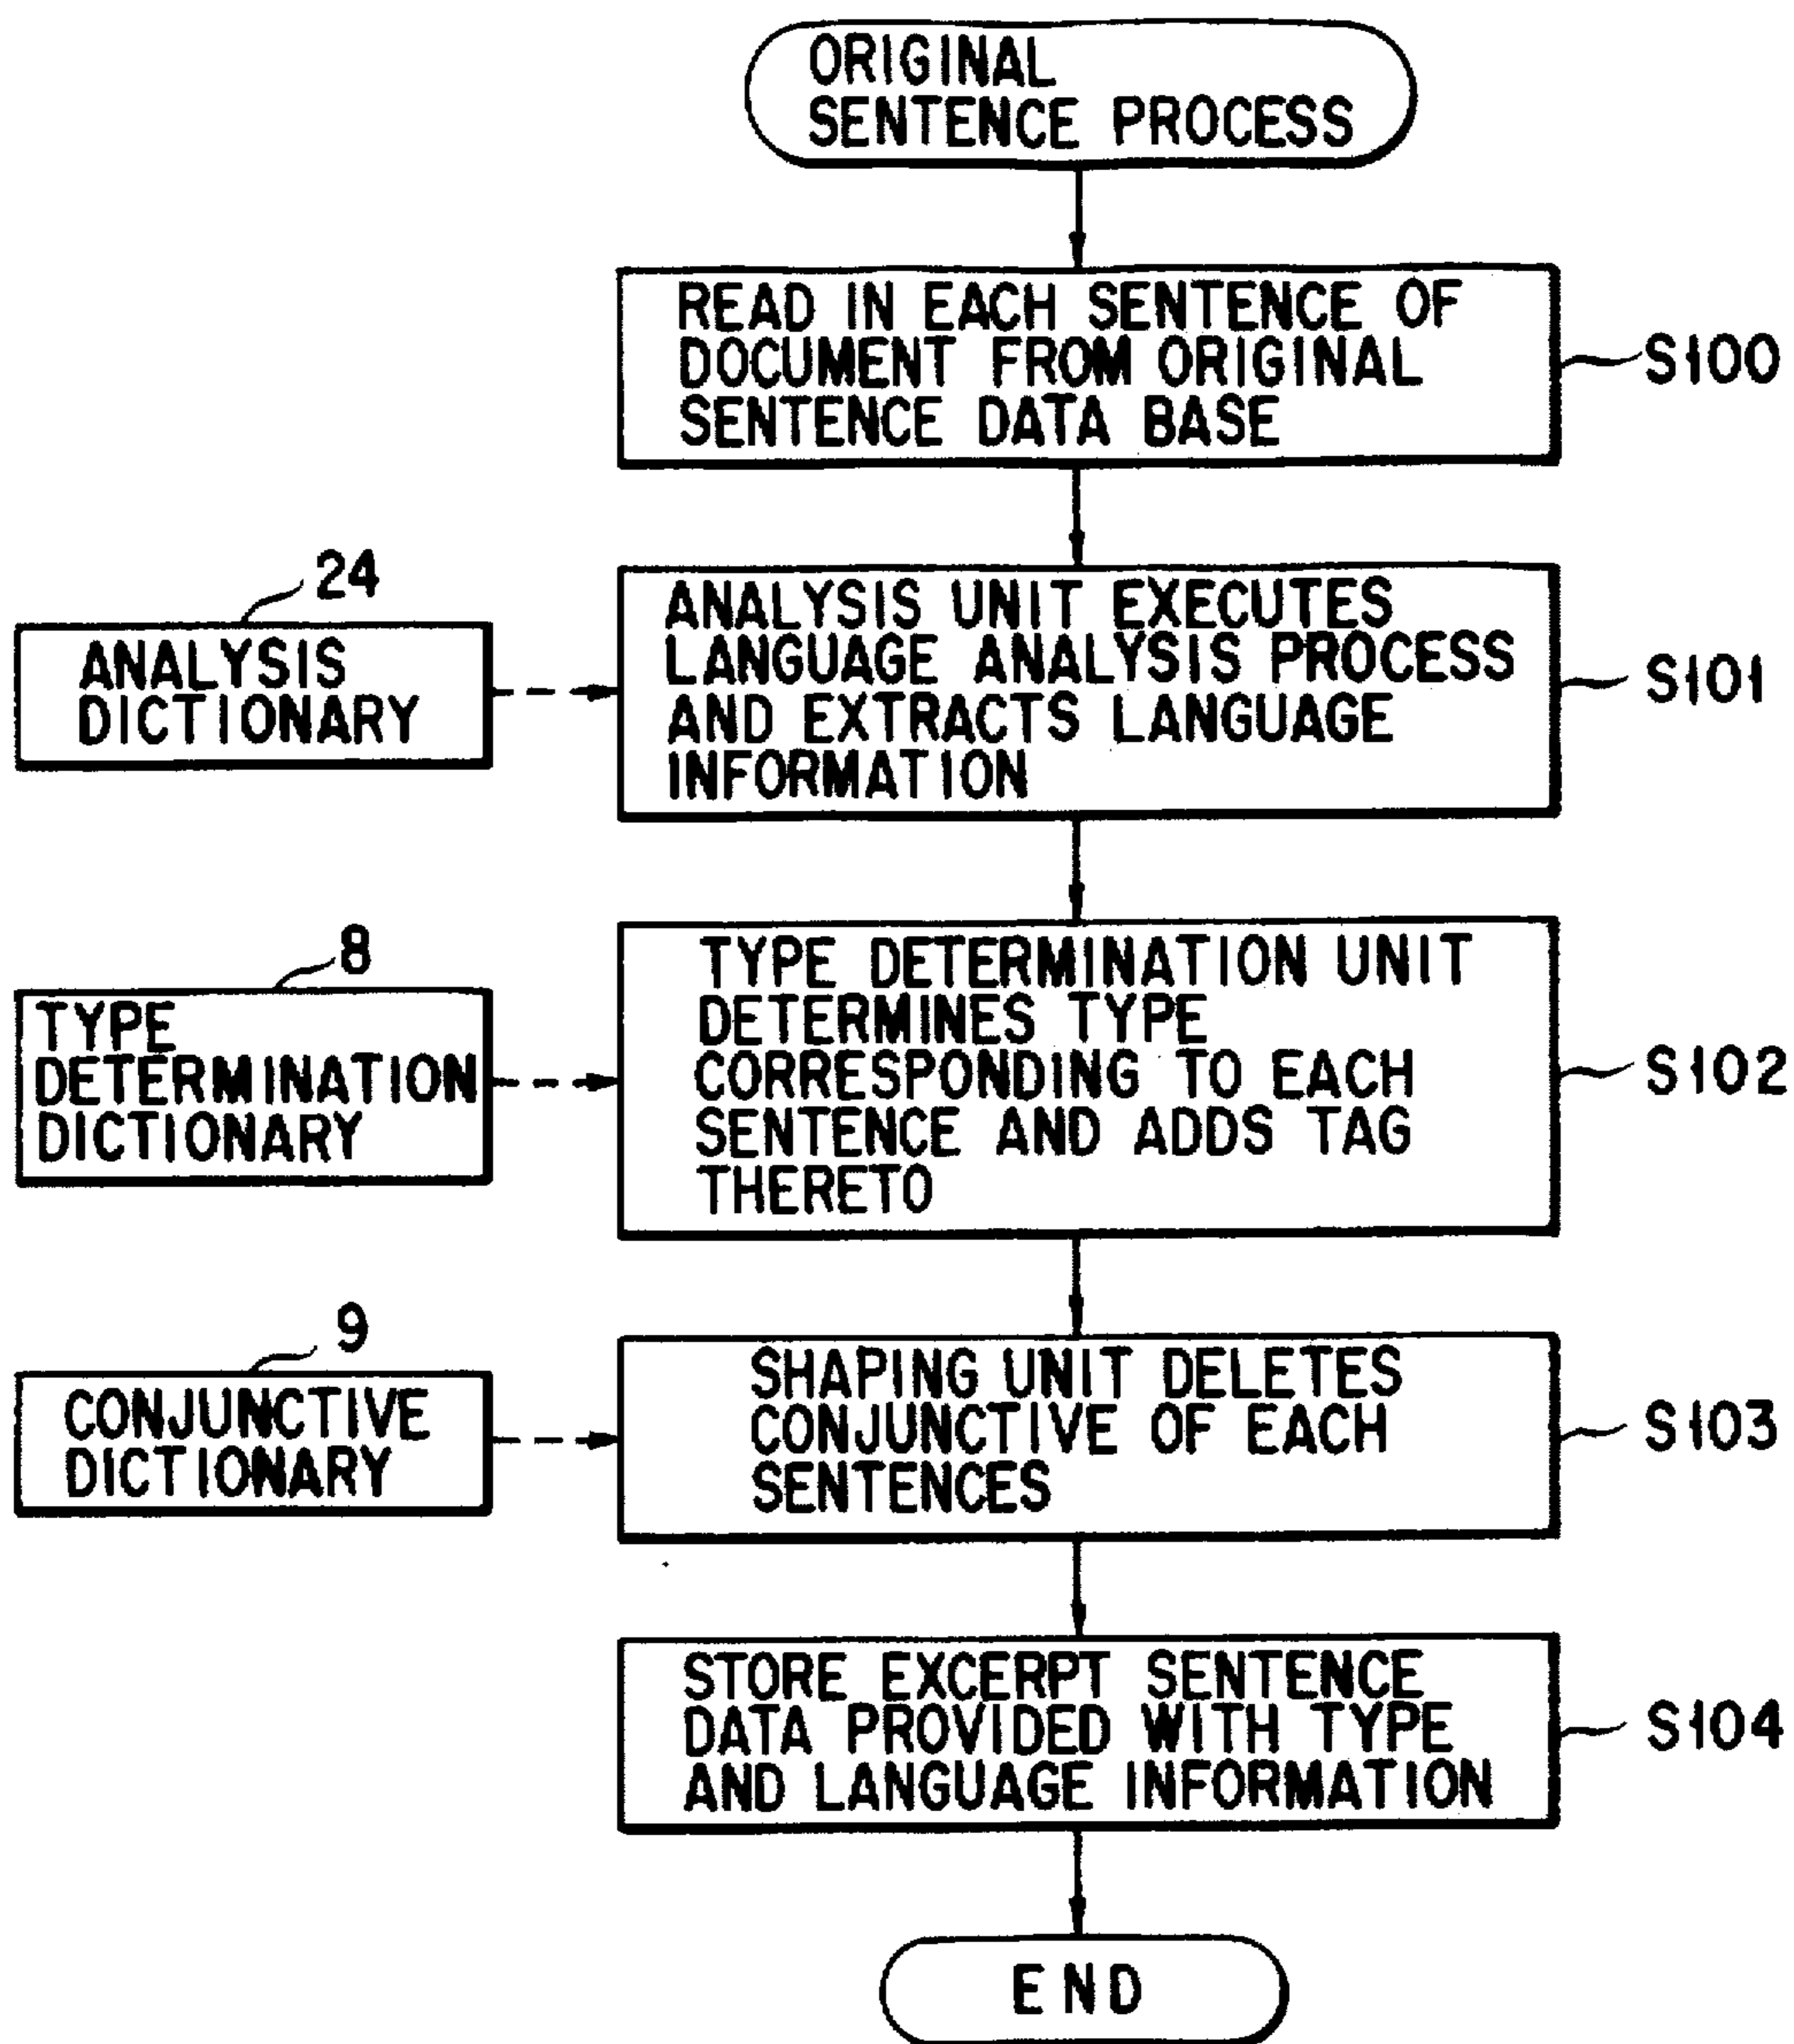 ORIGINAL
SENTENCE PROCESS
READ IN EACH SENTENCE OF
DOCUMENT FROM ORIGINAL
SENTENCE DATA BASE
S100
24
ANALYSIS
DICTIONARY
ANALYSIS UNIT EXECUTES
LANGUAGE ANALYSIS PROCESS
AND EXTRACTS LANGUAGE
INFORMATION
S101
8
TYPE
DETERMINATION
DICTIONARY
TYPE DETERMINATION UNIT
DETERMINES TYPE
CORRESPONDING TO EACH
SENTENCE AND ADDS TAG
THERETO
S102
9
CONJUNCTIVE
DICTIONARY
SHAPING UNIT DELETES
CONJUNCTIVE OF EACH
SENTENCES
S103
STORE EXCERPT SENTENCE
DATA PROVIDED WITH TYPE
AND LANGUAGE INFORMATION
S104
END